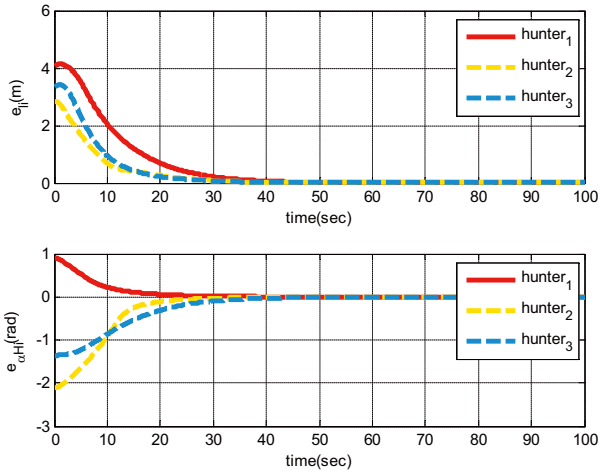 6
4
2
0
e_li(m)
hunter_1
hunter_2
hunter_3
0 10 20 30 40 50 60 70 80 90 100
time(sec)
1
0
-1
-2
-3
e_αHi(rad)
hunter_1
hunter_2
hunter_3
0 10 20 30 40 50 60 70 80 90 100
time(sec)